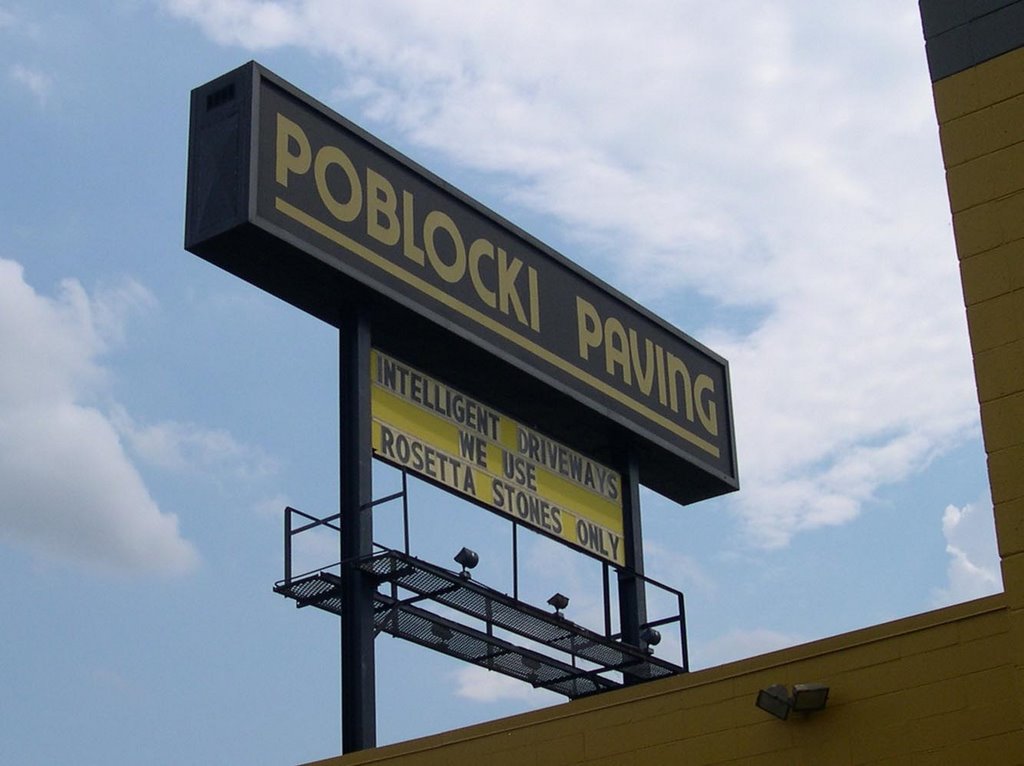 POBLOCKI PAVING
INTELLIGENT DRIVEWAYS
WE USE
ROSETTA STONES ONLY